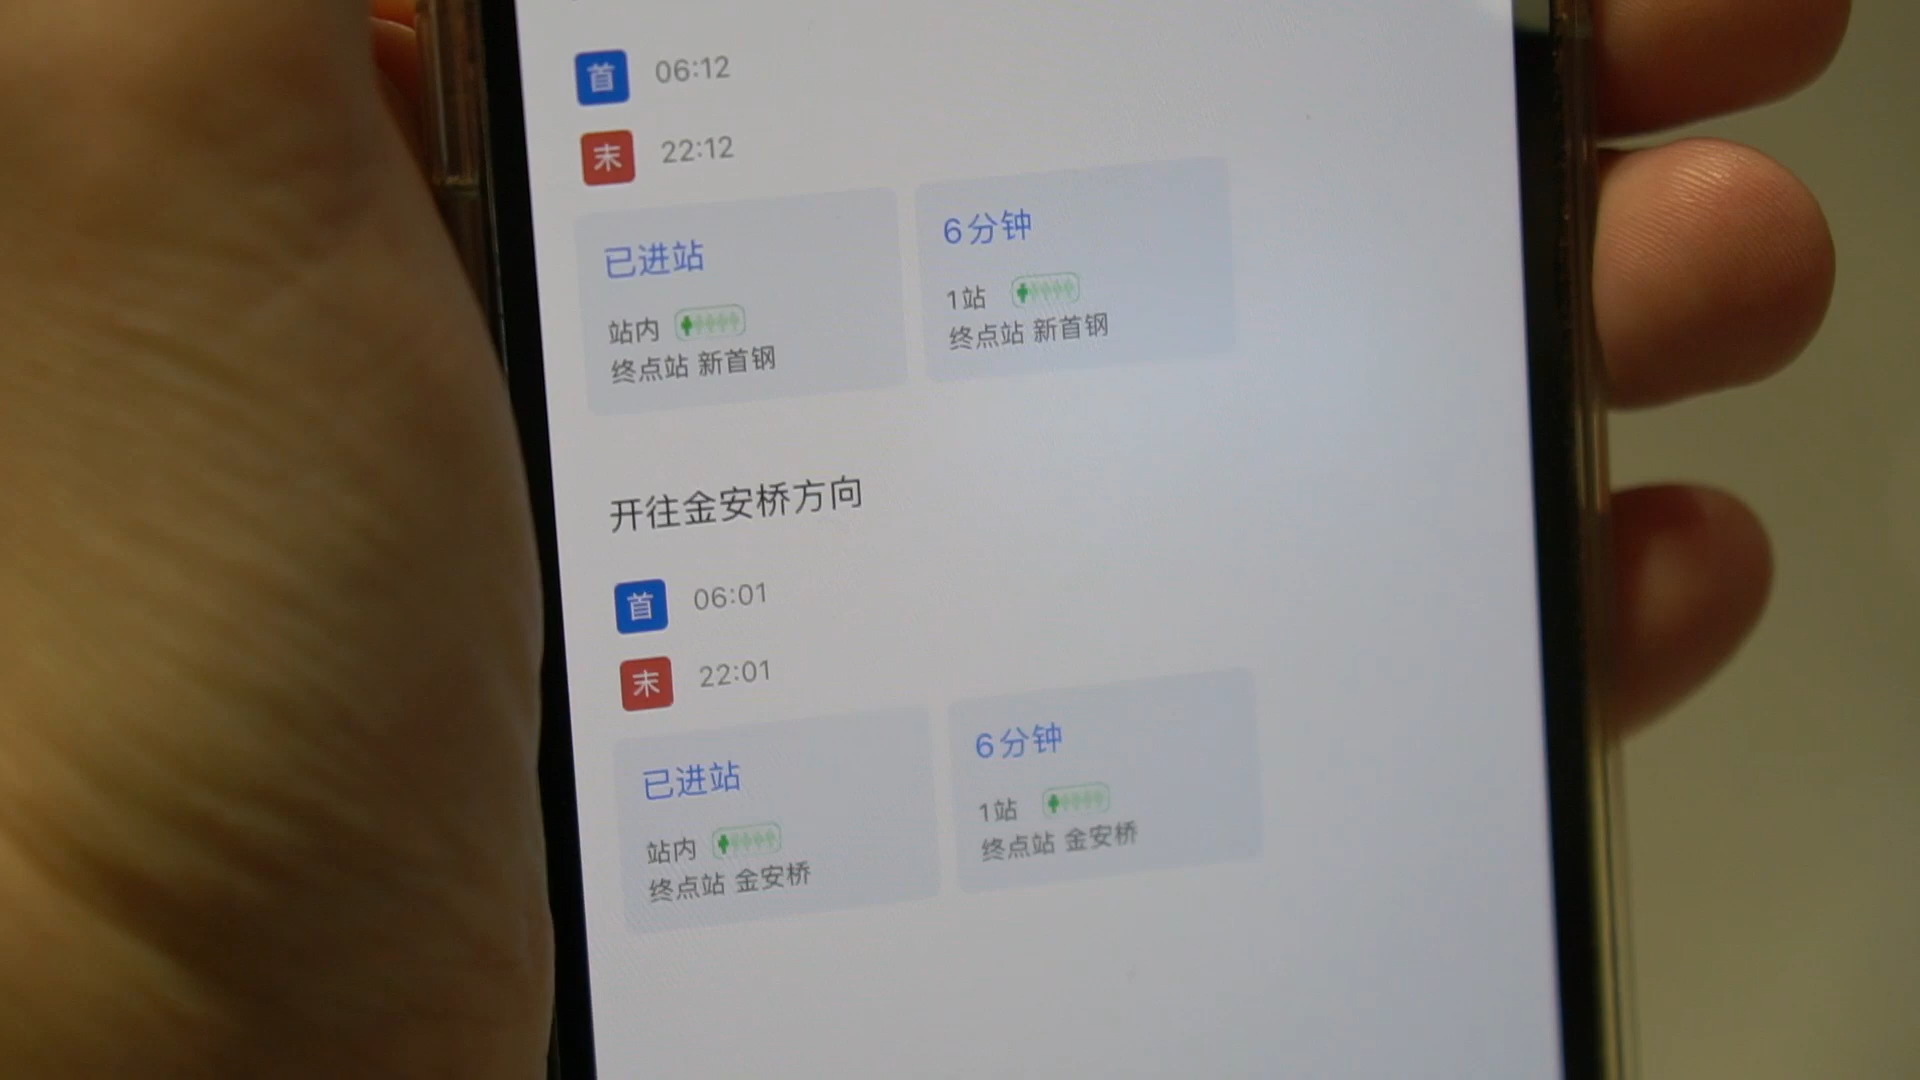 首 06:12
末 22:12
已进站
站内
终点站 新首钢
6分钟
1站
终点站 新首钢
开往金安桥方向
首 06:01
末 22:01
已进站
站内
终点站 金安桥
6分钟
1站
终点站 金安桥